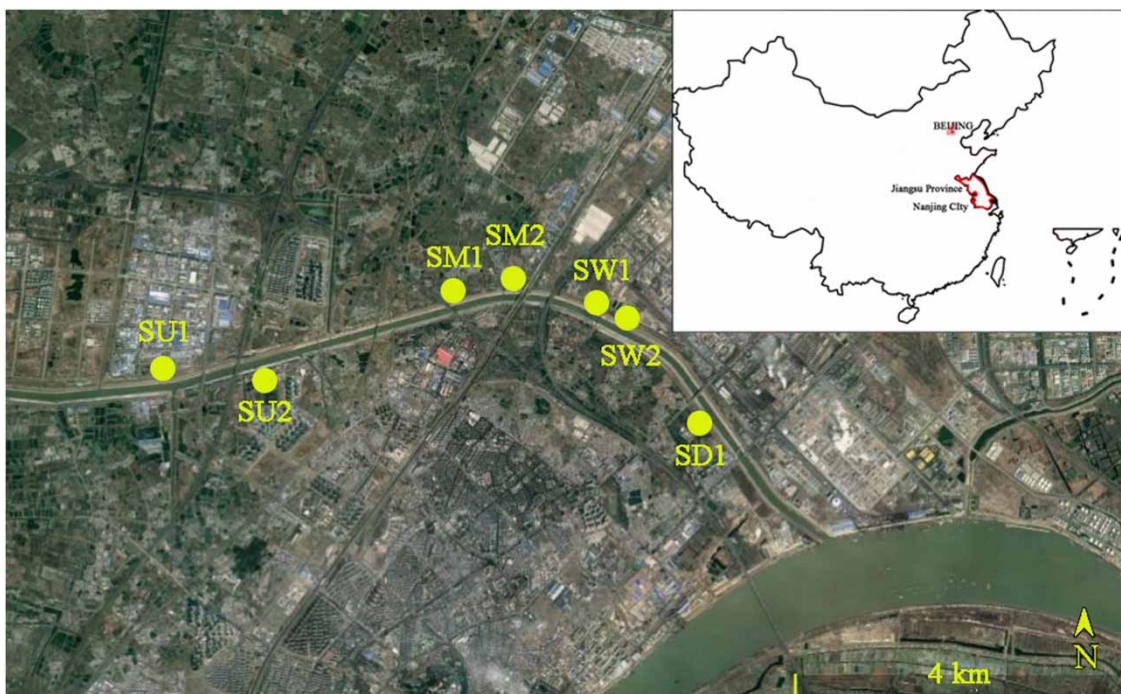 BEIJING
Jiangsu Province
Nanjing CIty
SM2
SM1
SW1
SU1
SW2
SU2
SD1
N
4 km